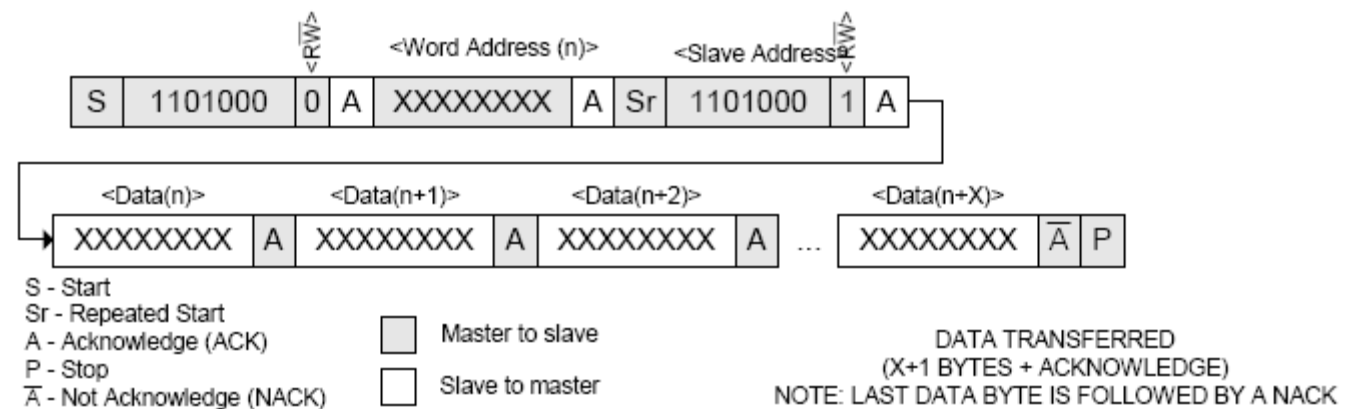 <RW>
<Word Address (n)>
<Slave Address>
<RW>
S 1101000 0 A XXXXXXXX A Sr 1101000 1 A
<Data(n)> <Data(n+1)> <Data(n+2)> <Data(n+X)>
XXXXXXXX A XXXXXXXX A XXXXXXXX A ... XXXXXXXX A̅ P
S - Start
Sr - Repeated Start
A - Acknowledge (ACK)
P - Stop
A̅ - Not Acknowledge (NACK)
Master to slave
Slave to master
DATA TRANSFERRED
(X+1 BYTES + ACKNOWLEDGE)
NOTE: LAST DATA BYTE IS FOLLOWED BY A NACK